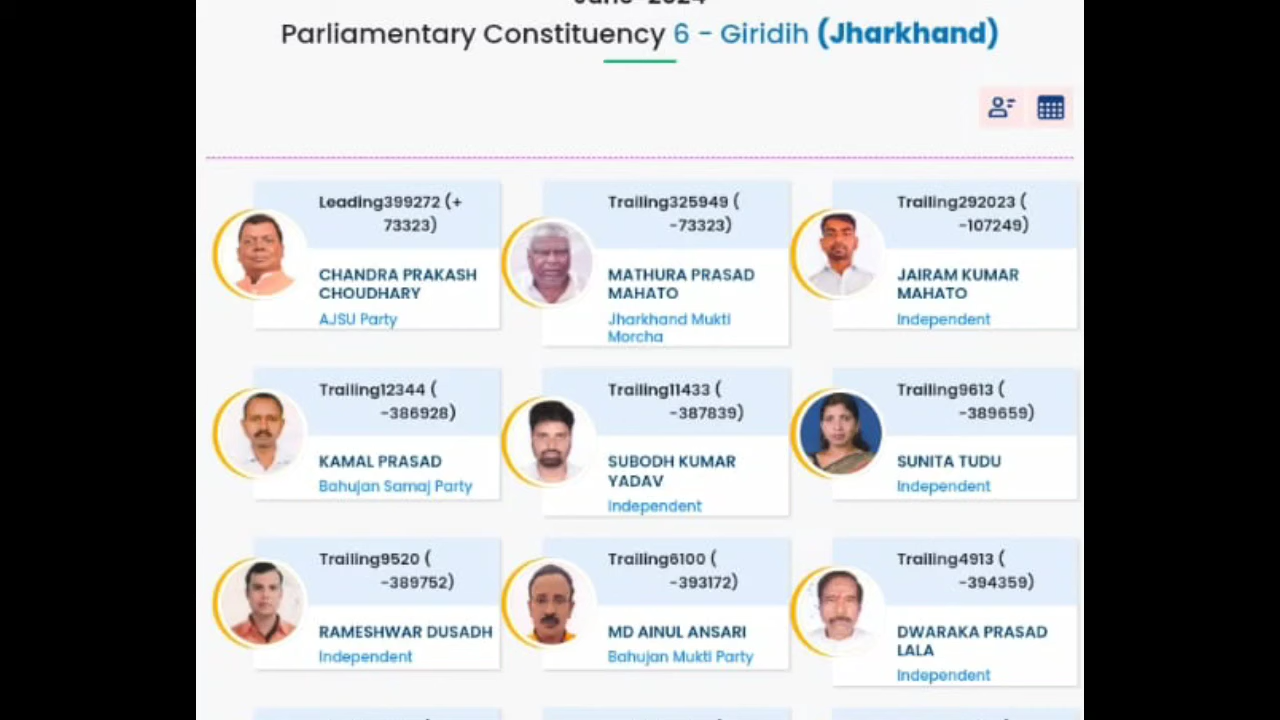 June-2024
Parliamentary Constituency 6 - Giridih (Jharkhand)
Leading399272 (+
73323)
CHANDRA PRAKASH
CHOUDHARY
AJSU Party
Trailing325949 (
-73323)
MATHURA PRASAD
MAHATO
Jharkhand Mukti
Morcha
Trailing292023 (
-107249)
JAIRAM KUMAR
MAHATO
Independent
Trailing12344 (
-386928)
KAMAL PRASAD
Bahujan Samaj Party
Trailing11433 (
-387839)
SUBODH KUMAR
YADAV
Independent
Trailing9613 (
-389659)
SUNITA TUDU
Independent
Trailing9520 (
-389752)
RAMESHWAR DUSADH
Independent
Trailing6100 (
-393172)
MD AINUL ANSARI
Bahujan Mukti Party
Trailing4913 (
-394359)
DWARAKA PRASAD
LALA
Independent